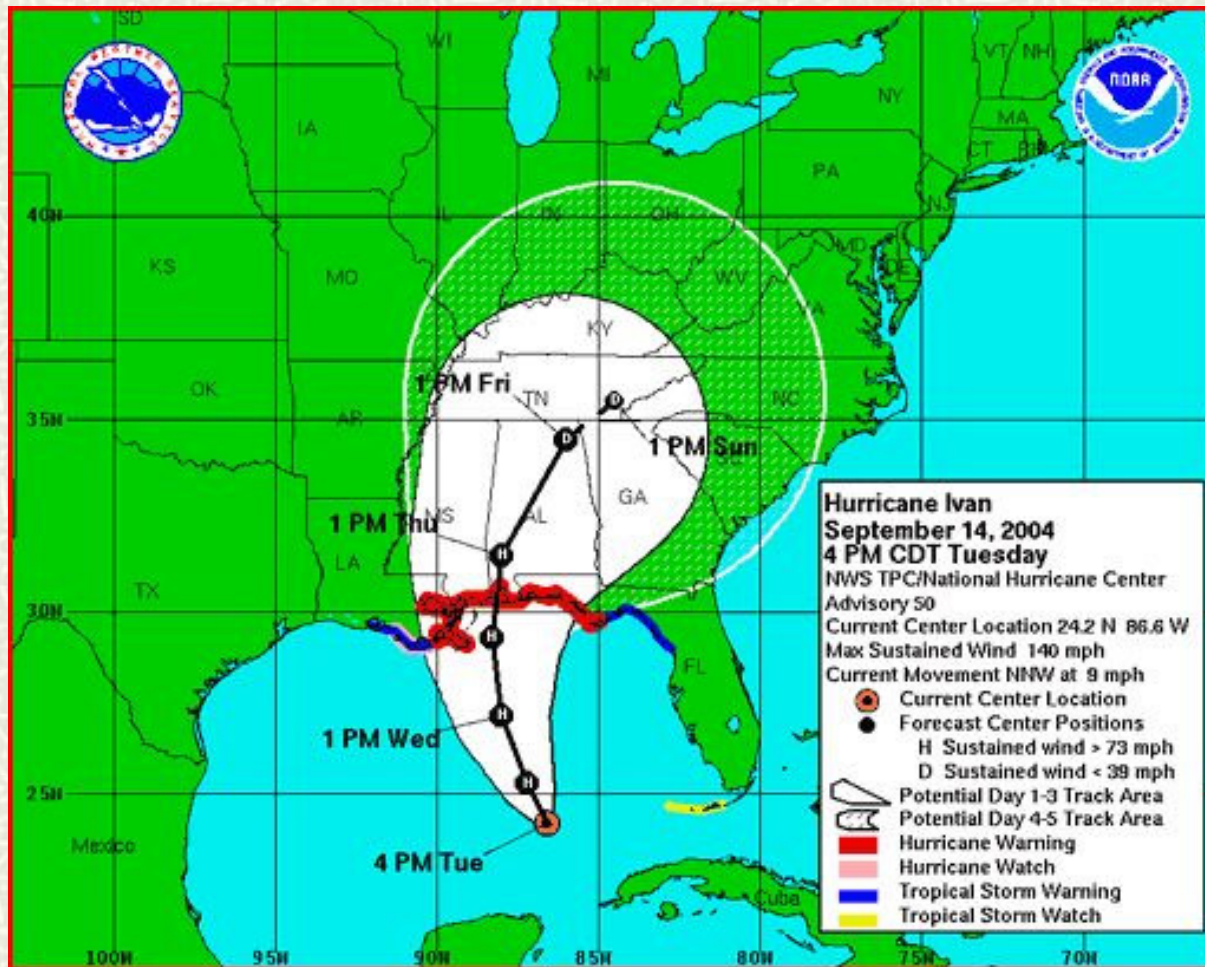 SD
WI
MI
VT
NH
NOAA
NY
MA
CT
IA
PA
NJ
40N
IL
IN
OH
MD
DE
KS
MO
WV
VA
KY
1 PM Fri
OK
TN
NC
AR
D
D
35N
1 PM Sun
GA
1 PM Thu
MS
AL
H
LA
TX
30N
H
FL
1 PM Wed
H
H
25N
Mexico
4 PM Tue
Cuba
100W 95W 90W 85W 80W 75W 70W
Hurricane Ivan
September 14, 2004
4 PM CDT Tuesday
NWS TPC/National Hurricane Center
Advisory 50
Current Center Location 24.2 N 86.6 W
Max Sustained Wind 140 mph
Current Movement NNW at 9 mph
Current Center Location
Forecast Center Positions
H Sustained wind > 73 mph
D Sustained wind < 39 mph
Potential Day 1-3 Track Area
Potential Day 4-5 Track Area
Hurricane Warning
Hurricane Watch
Tropical Storm Warning
Tropical Storm Watch